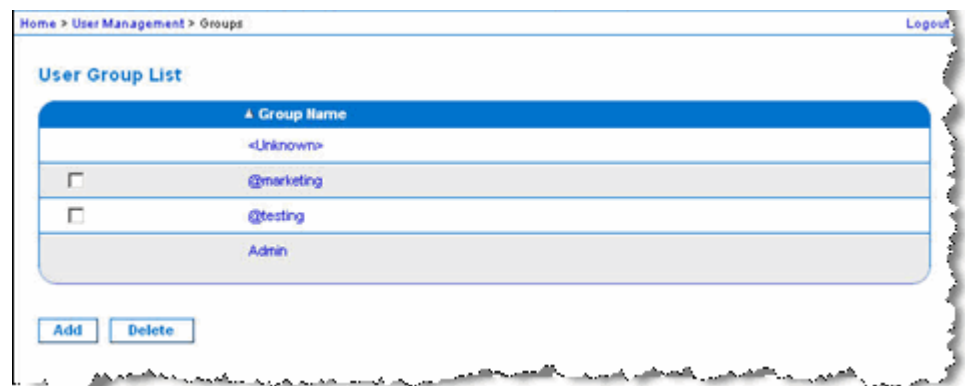 Home > User Management > Groups Logout
User Group List
▲ Group Name
<Unknown>
@marketing
@testing
Admin
Add Delete